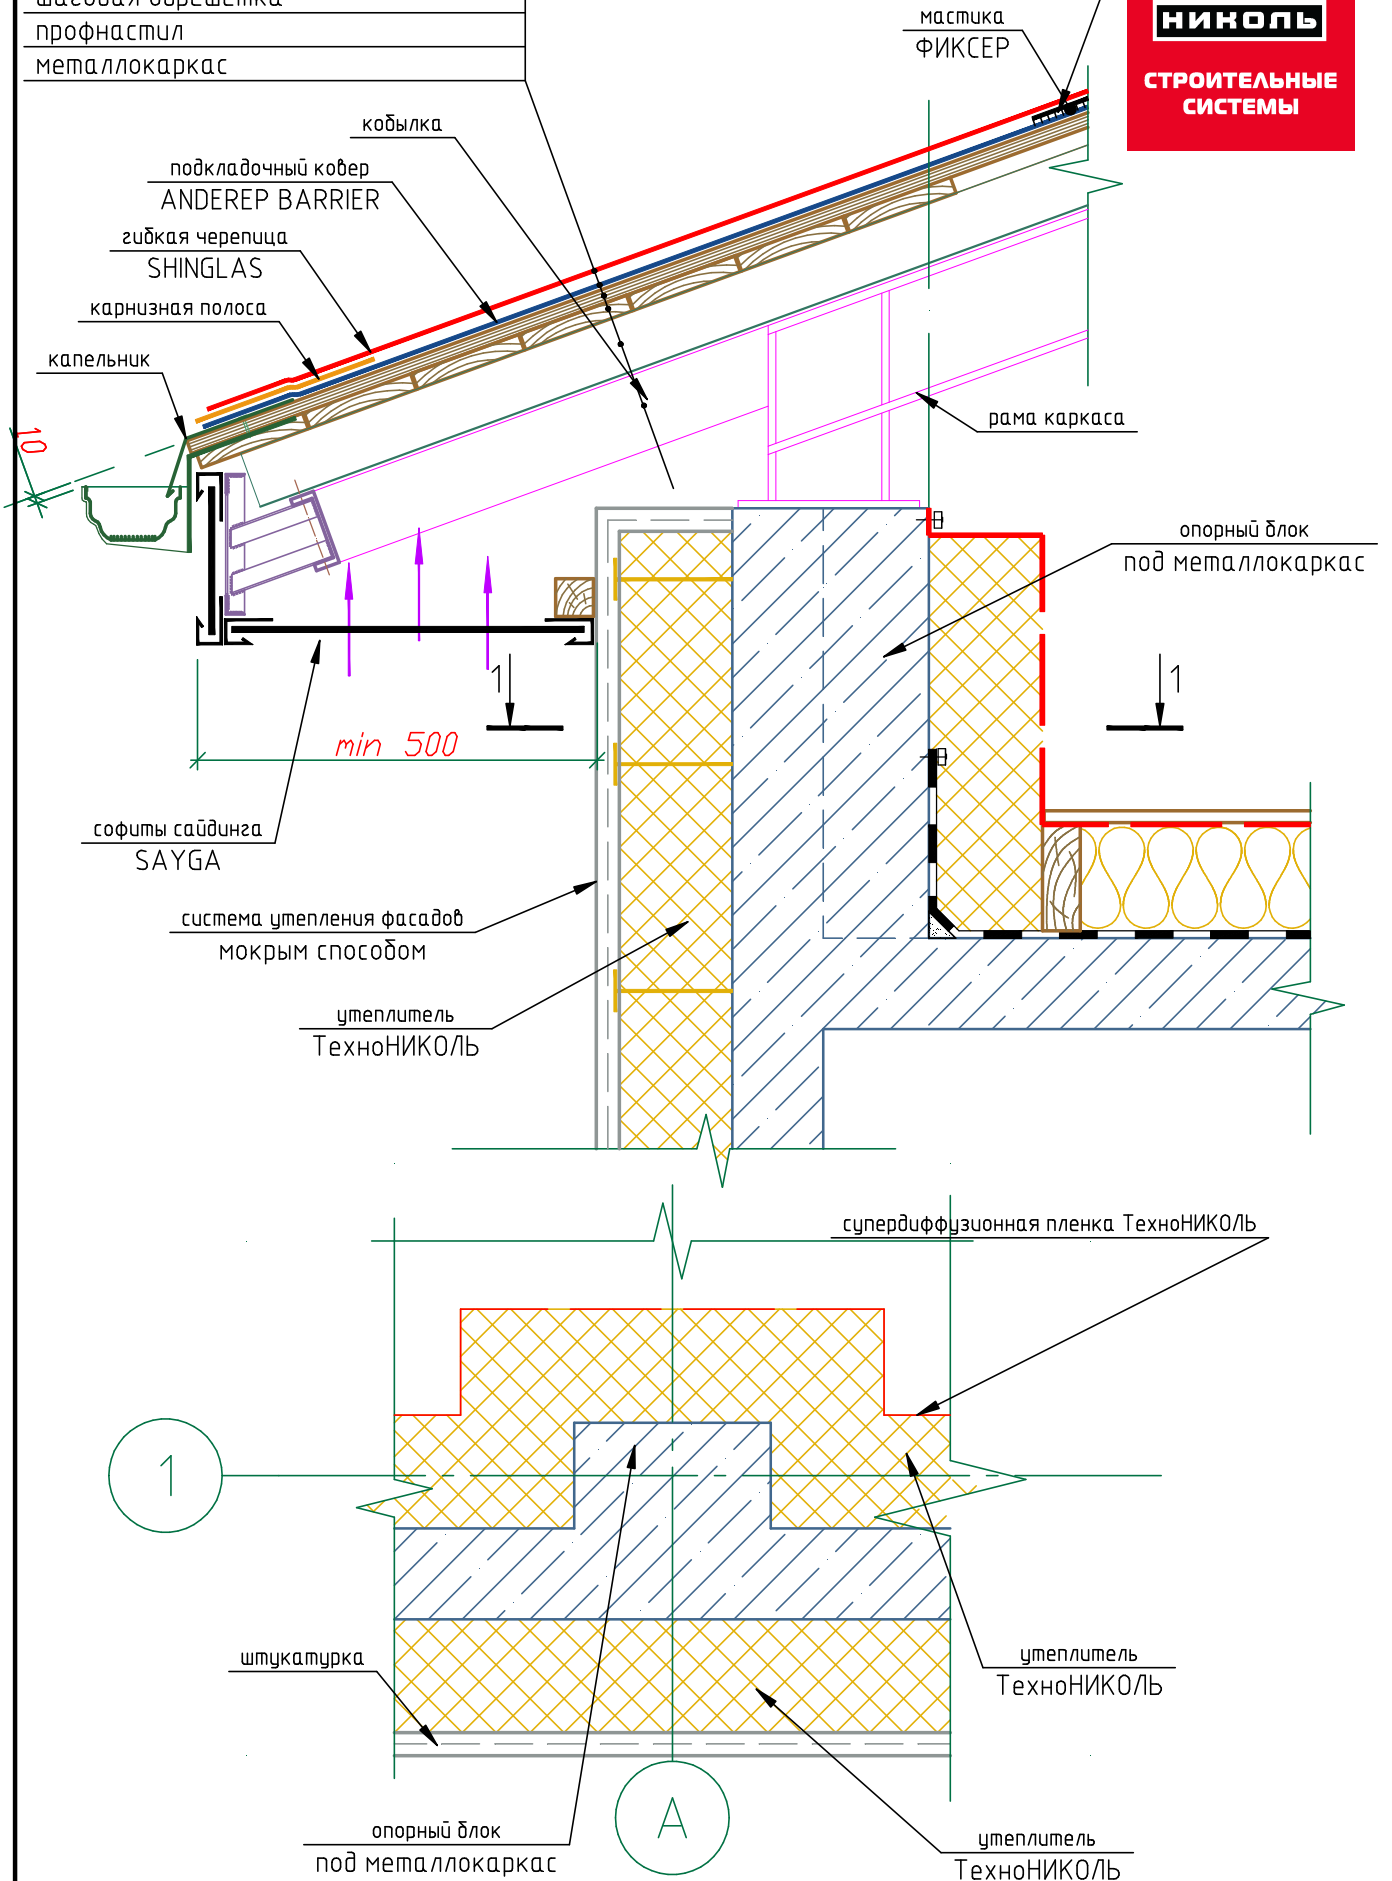 шаговая обрешетка
профнастил
металлокаркас
мастика
ФИКСЕР
НИКОЛЬ
СТРОИТЕЛЬНЫЕ
СИСТЕМЫ
кобылка
подкладочный ковер
ANDEREP BARRIER
гибкая черепица
SHINGLAS
карнизная полоса
капельник
10
рама каркаса
опорный блок
под металлокаркас
1
1
min 500
софиты сайдинга
SAYGA
система утепления фасадов
мокрым способом
утеплитель
ТехноНИКОЛЬ
супердиффузионная пленка ТехноНИКОЛЬ
1
штукатурка
утеплитель
ТехноНИКОЛЬ
А
опорный блок
под металлокаркас
утеплитель
ТехноНИКОЛЬ